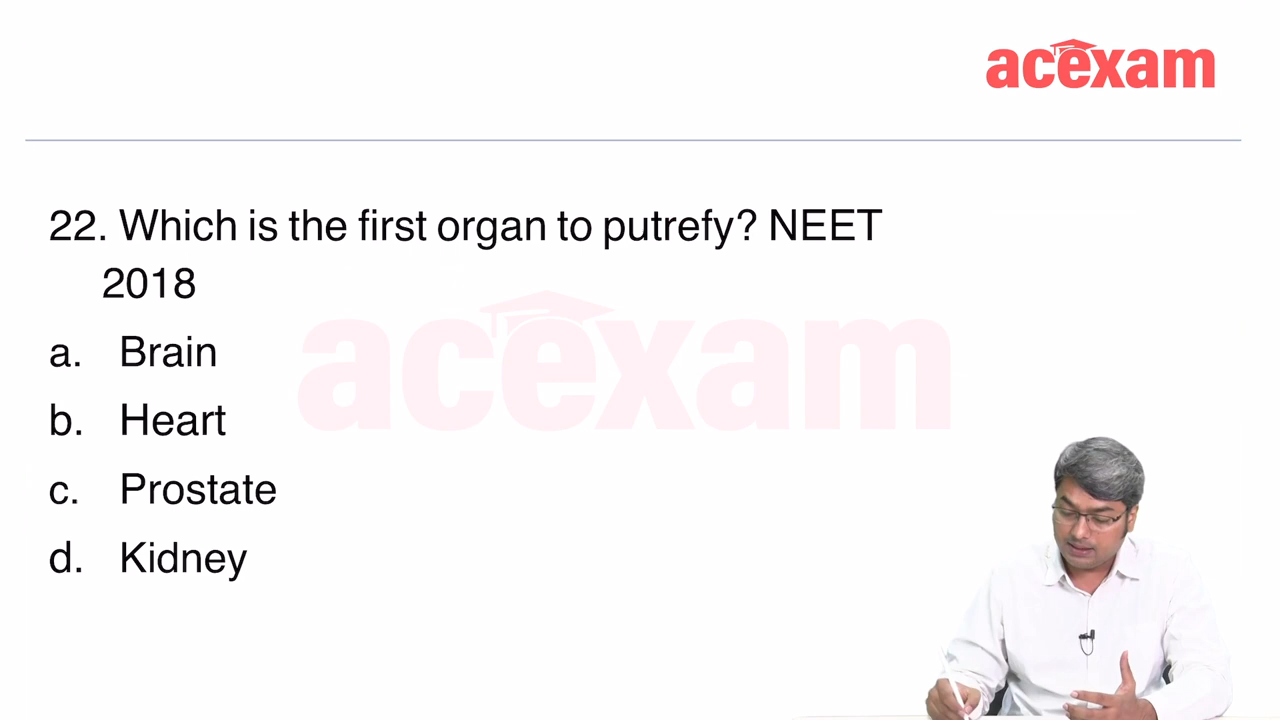 acexam
22. Which is the first organ to putrefy? NEET
2018
acexam
a. Brain
b. Heart
c. Prostate
d. Kidney